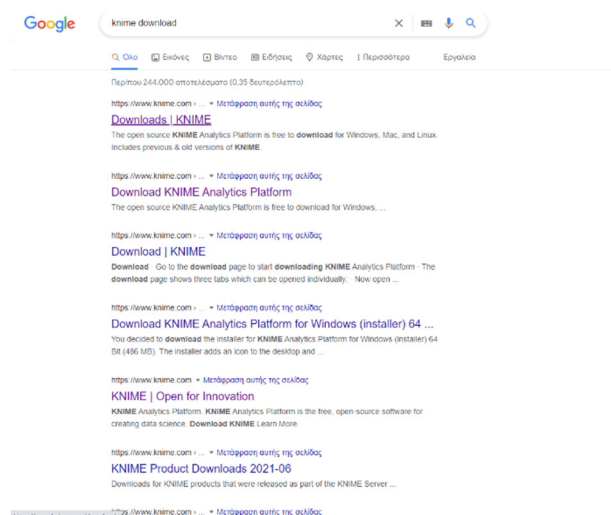 Google
knime download
Όλα Εικόνες Βίντεο Ειδήσεις Χάρτες Περισσότερα Εργαλεία
Περίπου 244.000 αποτελέσματα (0,35 δευτερόλεπτα)
https://www.knime.com › ... Μετάφραση αυτής της σελίδας
Downloads | KNIME
The open source KNIME Analytics Platform is free to download for Windows, Mac, and Linux.
Includes previous & old versions of KNIME.
https://www.knime.com › ... Μετάφραση αυτής της σελίδας
Download KNIME Analytics Platform
The open source KNIME Analytics Platform is free to download for Windows, ...
https://www.knime.com › ... Μετάφραση αυτής της σελίδας
Download | KNIME
Download · Go to the download page to start downloading KNIME Analytics Platform · The
download page shows three tabs which can be opened individually: · Now open ...
https://www.knime.com › ... Μετάφραση αυτής της σελίδας
Download KNIME Analytics Platform for Windows (installer) 64 ...
You decided to download the installer for KNIME Analytics Platform for Windows (installer) 64
Bit (486 MB). The installer adds an icon to the desktop and ...
https://www.knime.com Μετάφραση αυτής της σελίδας
KNIME | Open for Innovation
KNIME Analytics Platform. KNIME Analytics Platform is the free, open-source software for
creating data science. Download KNIME Learn More.
https://www.knime.com › ... Μετάφραση αυτής της σελίδας
KNIME Product Downloads 2021-06
Downloads for KNIME products that were released as part of the KNIME Server ...
https://www.knime.com › ... Μετάφραση αυτής της σελίδας